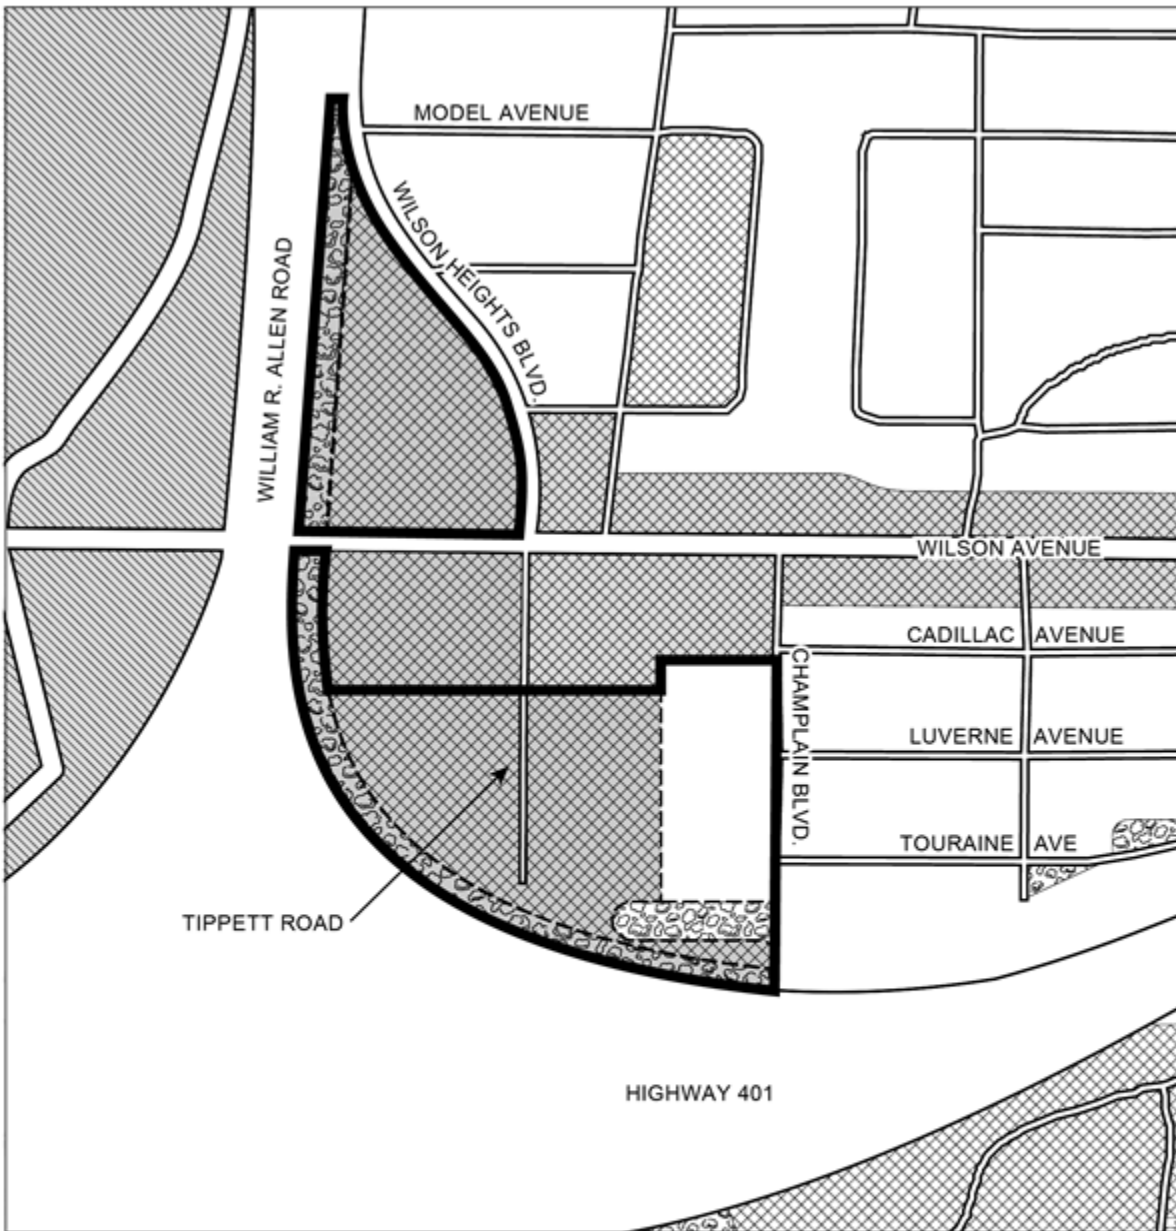 MODEL AVENUE
WILSON HEIGHTS BLVD.
WILLIAM R. ALLEN ROAD
WILSON AVENUE
CADILLAC AVENUE
CHAMPLAIN BLVD.
LUVERNE AVENUE
TOURAINE AVE
TIPPETT ROAD
HIGHWAY 401